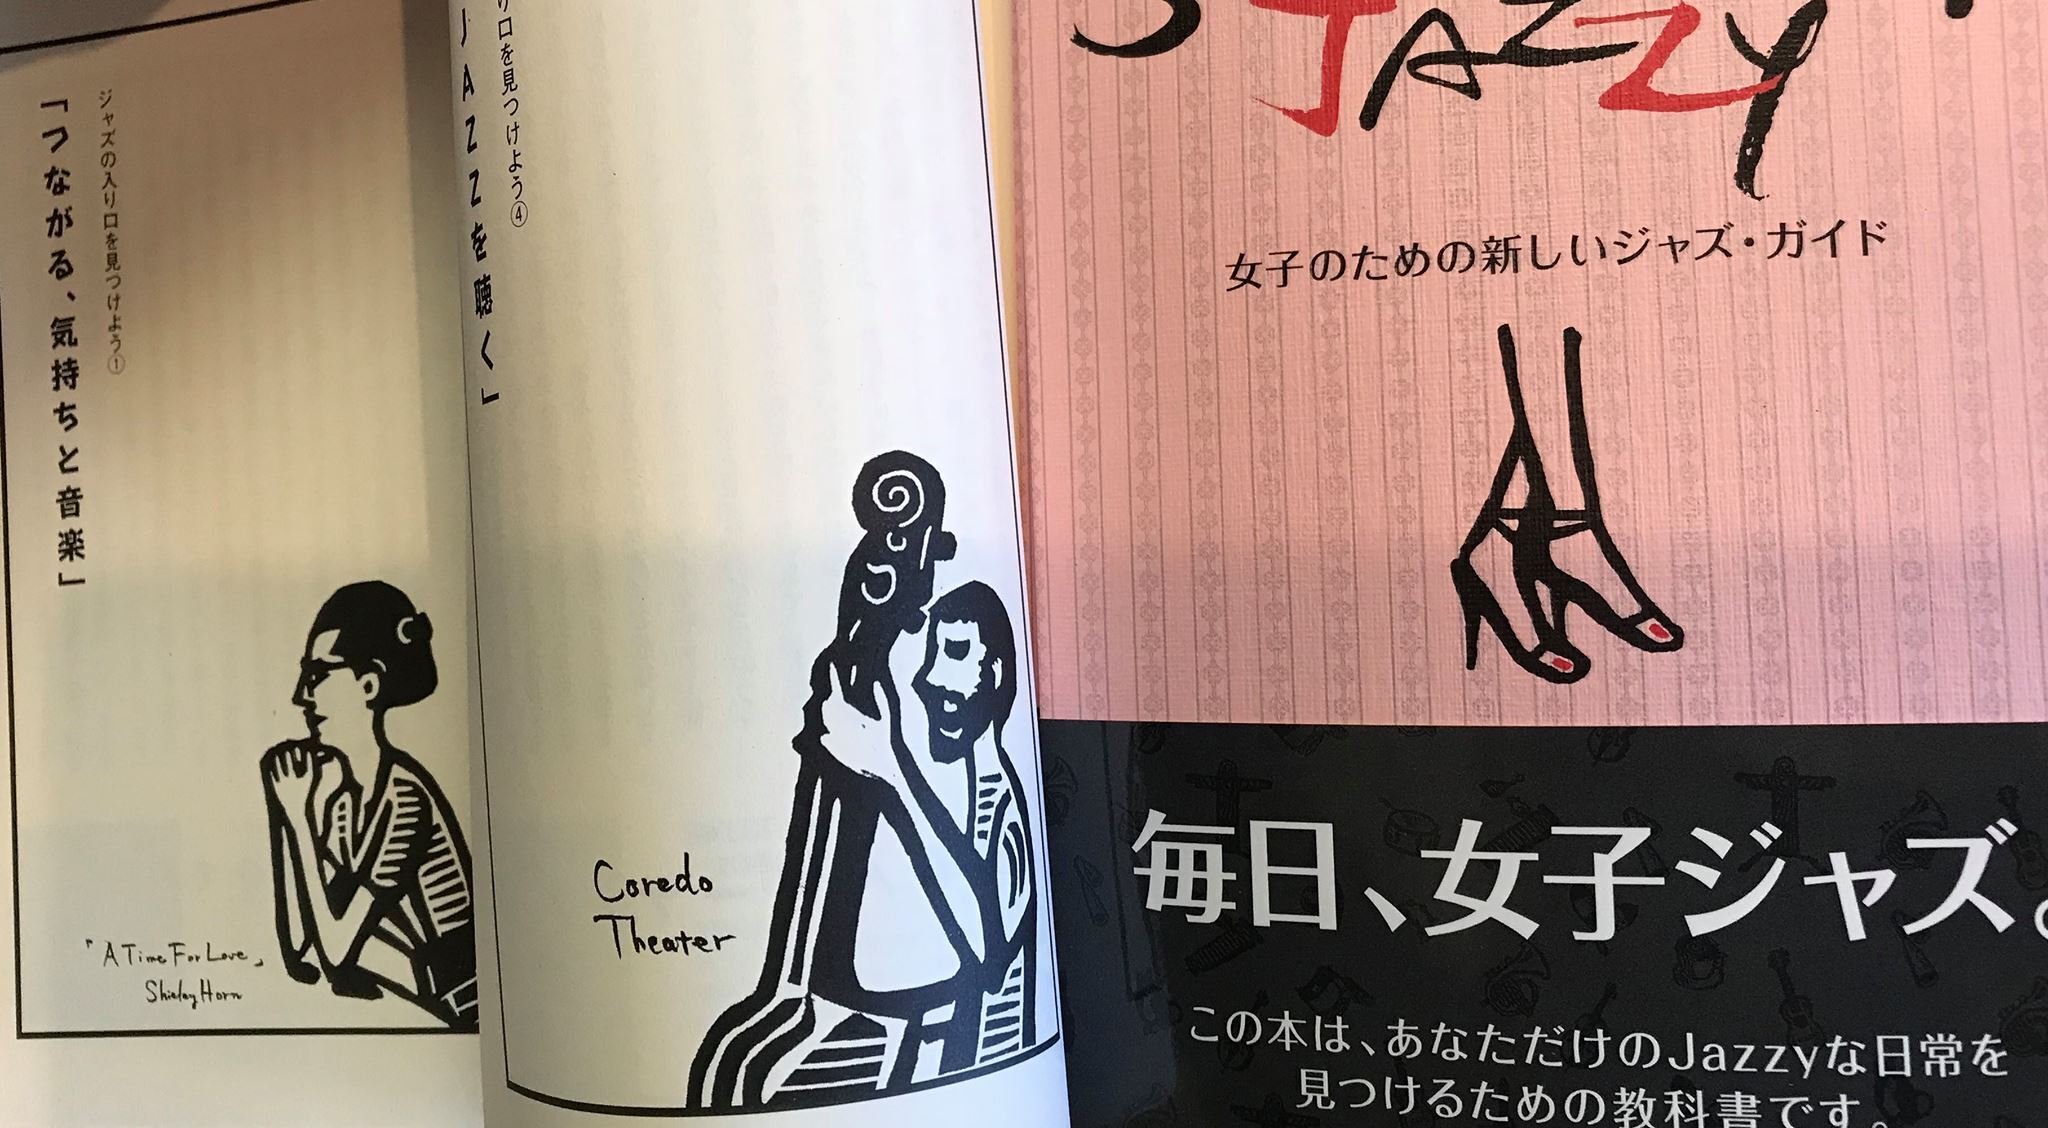 ジャズの入り口を見つけよう①
「つながる、気持ちと音楽」
「A Time For Love」
Shirley Horn
り口を見つけよう④
JAZZを聴く」
Coredo
Theater
JAZZy
女子のための新しいジャズ・ガイド
毎日、女子ジャズ。
この本は、あなただけのJazzyな日常を
見つけるための教科書です。